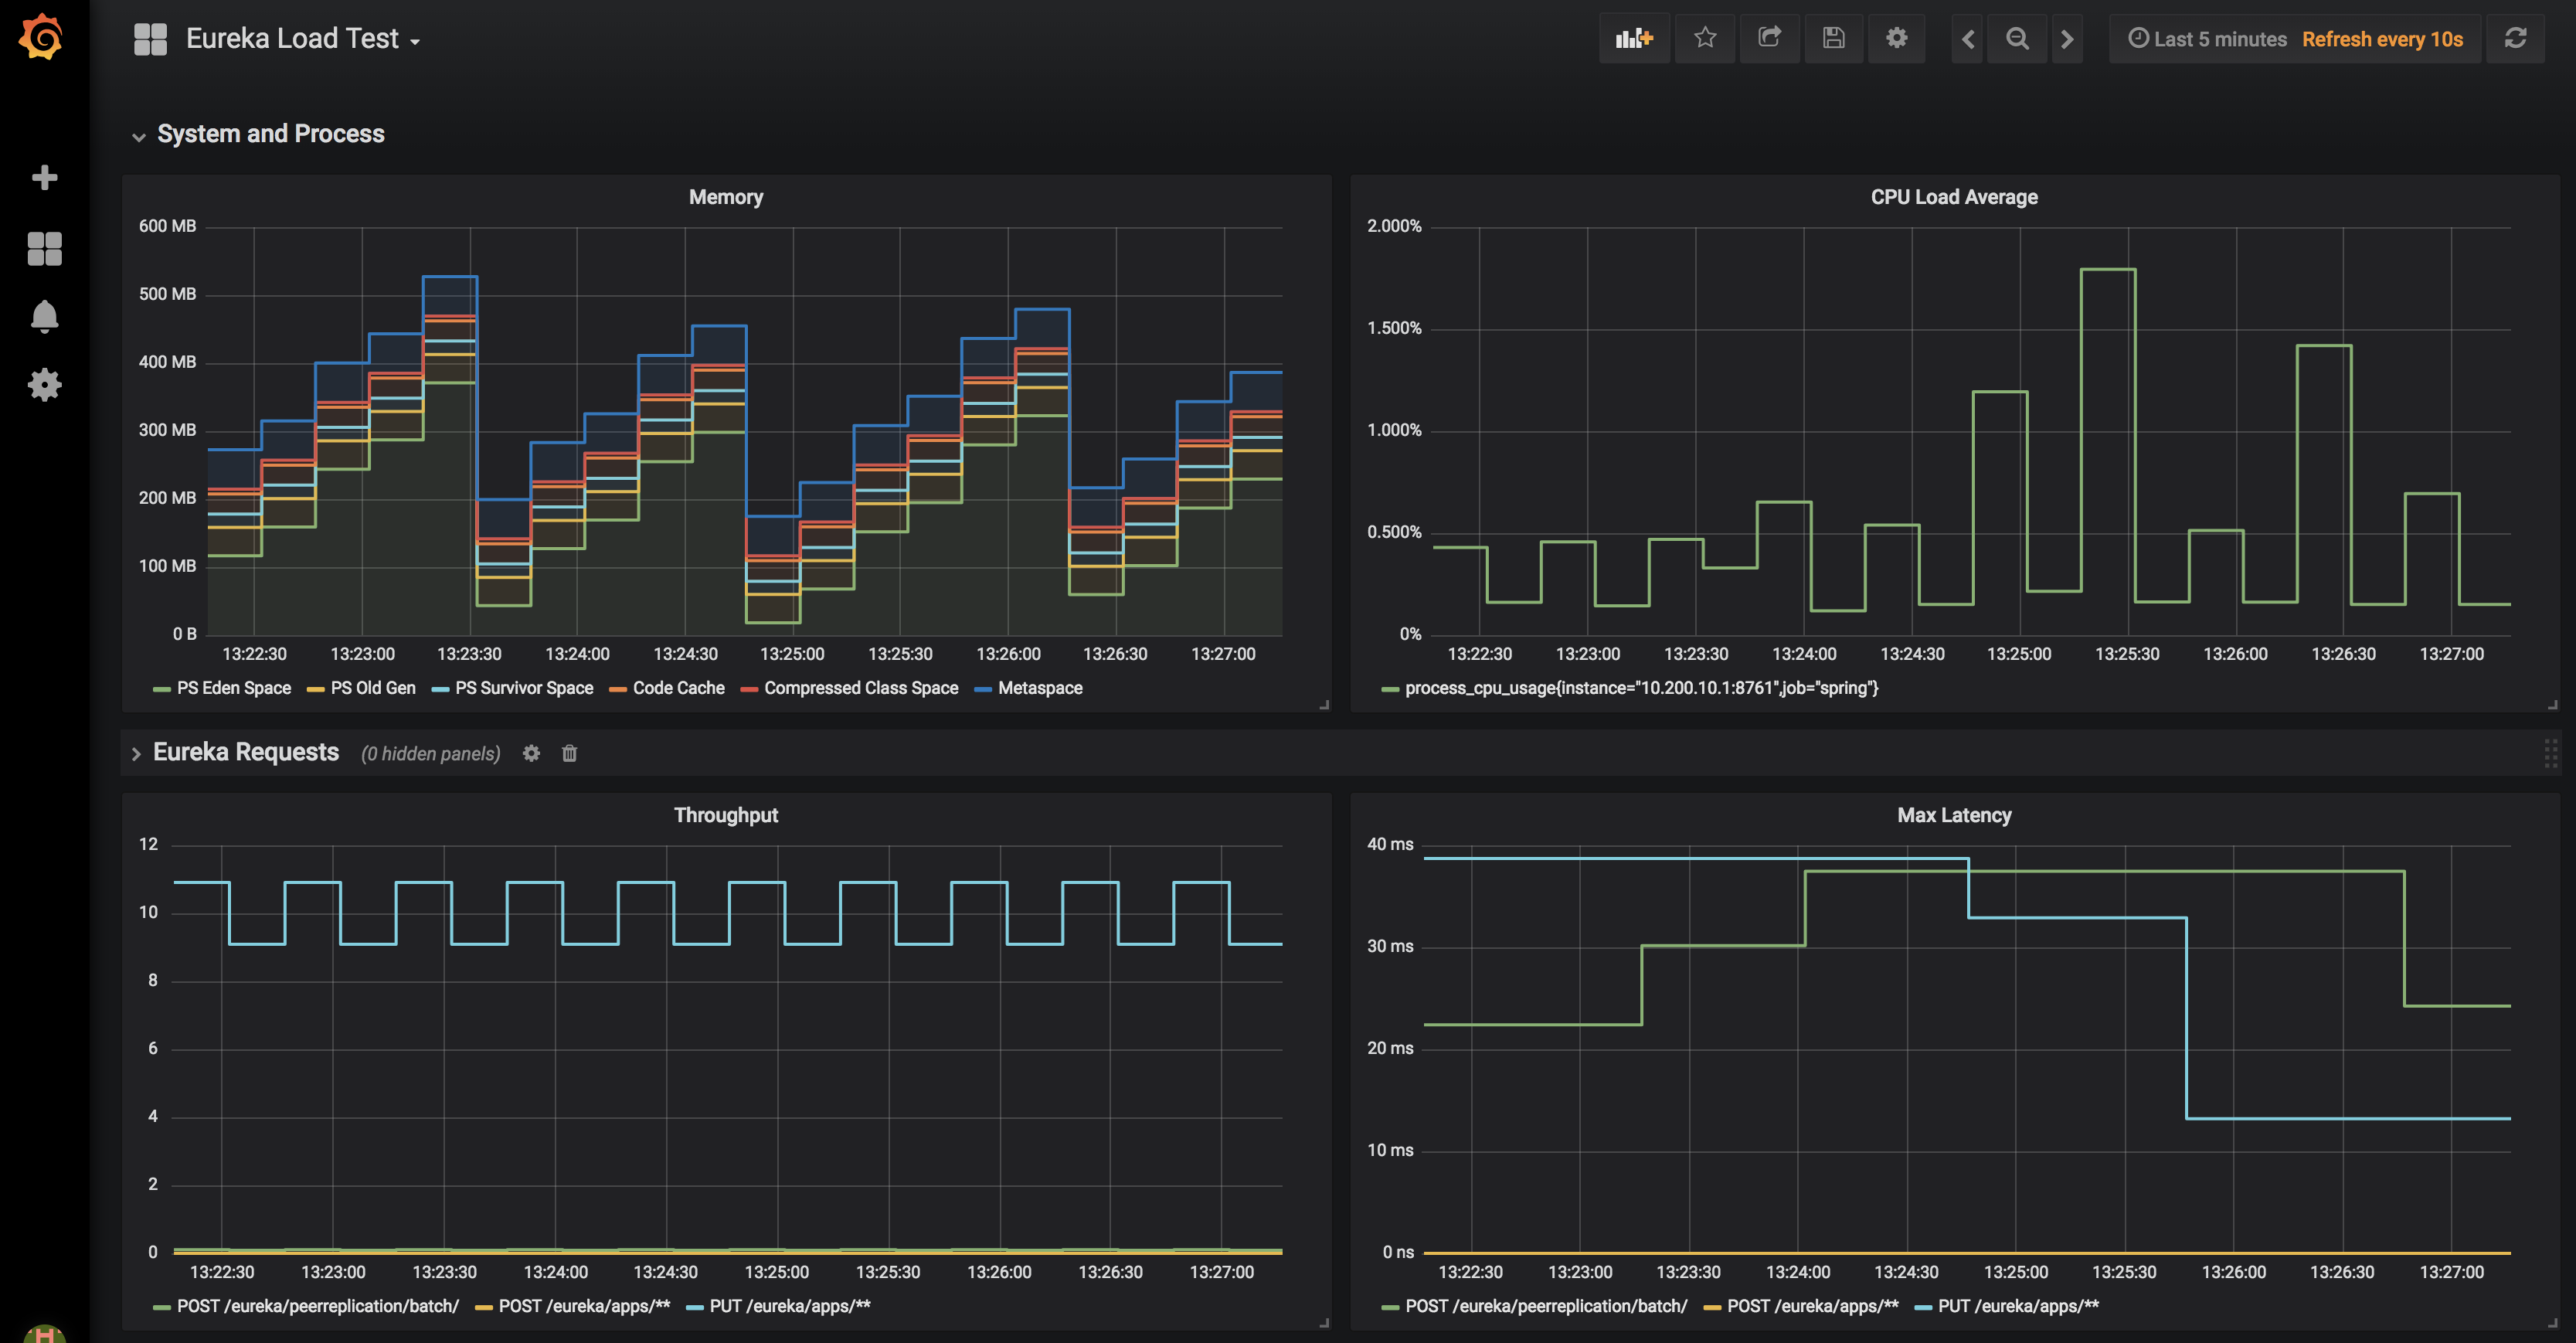 Eureka Load Test
Last 5 minutes Refresh every 10s
System and Process
Memory
600 MB
500 MB
400 MB
300 MB
200 MB
100 MB
0 B
13:22:30 13:23:00 13:23:30 13:24:00 13:24:30 13:25:00 13:25:30 13:26:00 13:26:30 13:27:00
PS Eden Space PS Old Gen PS Survivor Space Code Cache Compressed Class Space Metaspace
CPU Load Average
2.000%
1.500%
1.000%
0.500%
0%
13:22:30 13:23:00 13:23:30 13:24:00 13:24:30 13:25:00 13:25:30 13:26:00 13:26:30 13:27:00
process_cpu_usage{instance="10.200.10.1:8761",job="spring"}
Eureka Requests (0 hidden panels)
Throughput
12
10
8
6
4
2
0
13:22:30 13:23:00 13:23:30 13:24:00 13:24:30 13:25:00 13:25:30 13:26:00 13:26:30 13:27:00
POST /eureka/peerreplication/batch/ POST /eureka/apps/** PUT /eureka/apps/**
Max Latency
40 ms
30 ms
20 ms
10 ms
0 ns
13:22:30 13:23:00 13:23:30 13:24:00 13:24:30 13:25:00 13:25:30 13:26:00 13:26:30 13:27:00
POST /eureka/peerreplication/batch/ POST /eureka/apps/** PUT /eureka/apps/**